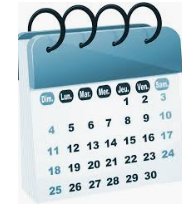 Dim. Lun. Mar. Mer. Jeu. Ven. Sam.
1 2 3
4 5 6 7 8 9 10
11 12 13 14 15 16 17
18 19 20 21 22 23 24
25 26 27 28 29 30